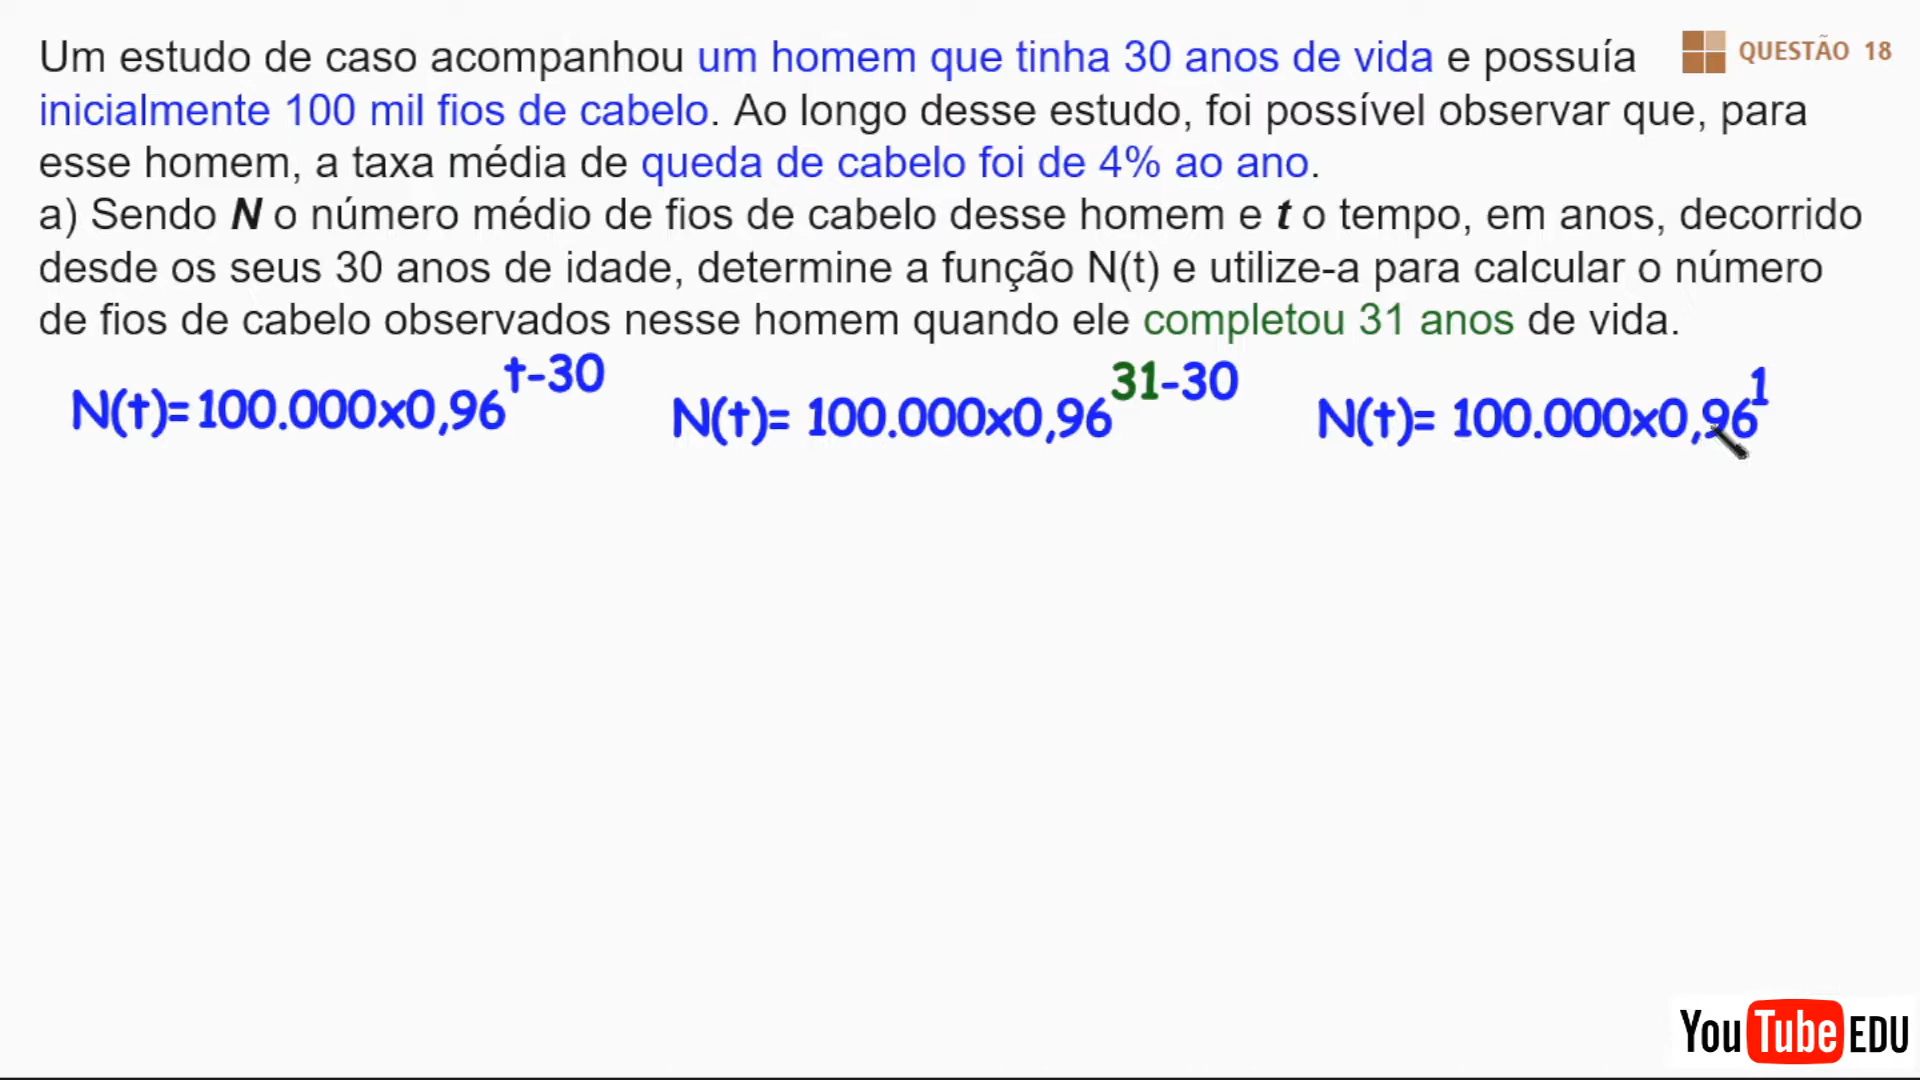 Um estudo de caso acompanhou um homem que tinha 30 anos de vida e possuía
QUESTÃO 18
inicialmente 100 mil fios de cabelo. Ao longo desse estudo, foi possível observar que, para
esse homem, a taxa média de queda de cabelo foi de 4% ao ano.
a) Sendo N o número médio de fios de cabelo desse homem e t o tempo, em anos, decorrido
desde os seus 30 anos de idade, determine a função N(t) e utilize-a para calcular o número
de fios de cabelo observados nesse homem quando ele completou 31 anos de vida.
N(t)=100.000x0,96^t-30 N(t)= 100.000x0,96^31-30 N(t)= 100.000x0,96^1
YouTube EDU